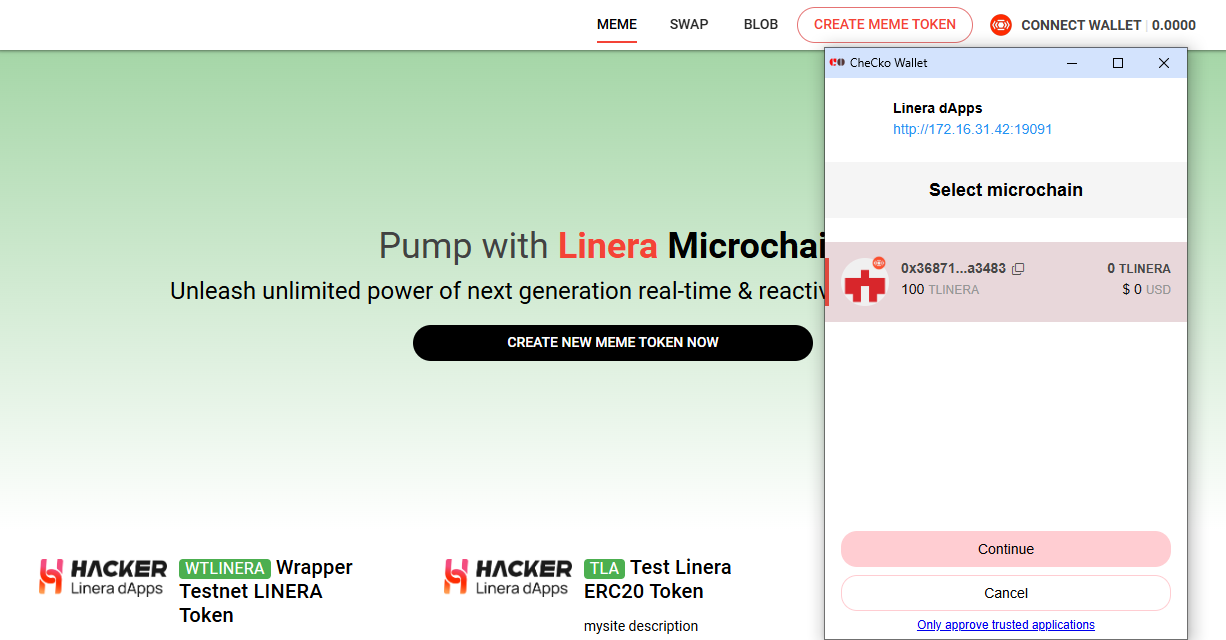 MEME SWAP BLOB CREATE MEME TOKEN CONNECT WALLET | 0.0000
Pump with Linera Microchai
Unleash unlimited power of next generation real-time & reactiv
CREATE NEW MEME TOKEN NOW
HACKER
Linera dApps
WTLINERA Wrapper
Testnet LINERA
Token
HACKER
Linera dApps
TLA Test Linera
ERC20 Token
mysite description
CheCko Wallet
Linera dApps
http://172.16.31.42:19091
Select microchain
0x36871...a3483 0 TLINERA
100 TLINERA $ 0 USD
Continue
Cancel
Only approve trusted applications